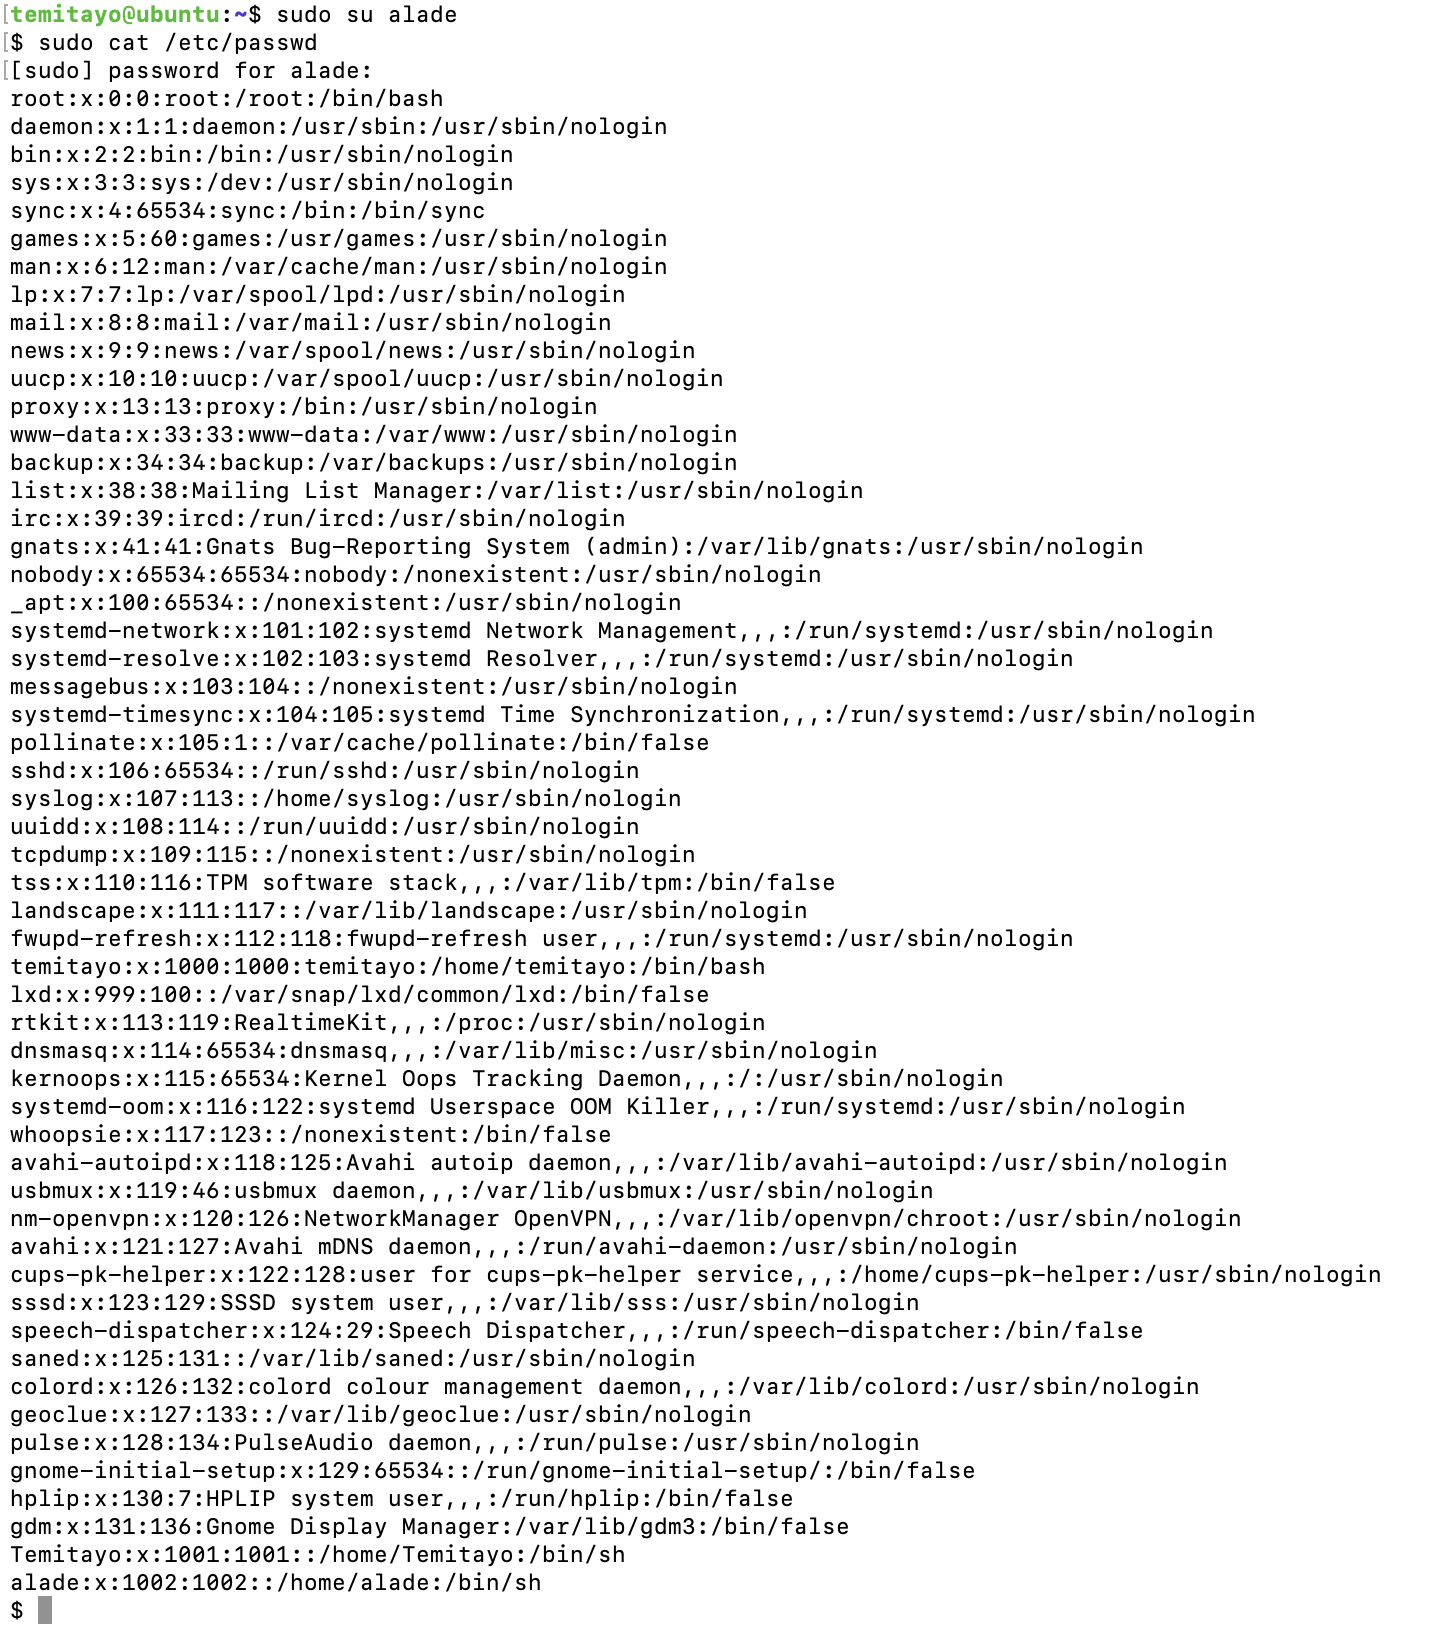 [temitayo@ubuntu:~$ sudo su alade
[$ sudo cat /etc/passwd
[[sudo] password for alade:
root:x:0:0:root:/root:/bin/bash
daemon:x:1:1:daemon:/usr/sbin:/usr/sbin/nologin
bin:x:2:2:bin:/bin:/usr/sbin/nologin
sys:x:3:3:sys:/dev:/usr/sbin/nologin
sync:x:4:65534:sync:/bin:/bin/sync
games:x:5:60:games:/usr/games:/usr/sbin/nologin
man:x:6:12:man:/var/cache/man:/usr/sbin/nologin
lp:x:7:7:lp:/var/spool/lpd:/usr/sbin/nologin
mail:x:8:8:mail:/var/mail:/usr/sbin/nologin
news:x:9:9:news:/var/spool/news:/usr/sbin/nologin
uucp:x:10:10:uucp:/var/spool/uucp:/usr/sbin/nologin
proxy:x:13:13:proxy:/bin:/usr/sbin/nologin
www-data:x:33:33:www-data:/var/www:/usr/sbin/nologin
backup:x:34:34:backup:/var/backups:/usr/sbin/nologin
list:x:38:38:Mailing List Manager:/var/list:/usr/sbin/nologin
irc:x:39:39:ircd:/run/ircd:/usr/sbin/nologin
gnats:x:41:41:Gnats Bug-Reporting System (admin):/var/lib/gnats:/usr/sbin/nologin
nobody:x:65534:65534:nobody:/nonexistent:/usr/sbin/nologin
_apt:x:100:65534::/nonexistent:/usr/sbin/nologin
systemd-network:x:101:102:systemd Network Management,,,:/run/systemd:/usr/sbin/nologin
systemd-resolve:x:102:103:systemd Resolver,,,:/run/systemd:/usr/sbin/nologin
messagebus:x:103:104::/nonexistent:/usr/sbin/nologin
systemd-timesync:x:104:105:systemd Time Synchronization,,,:/run/systemd:/usr/sbin/nologin
pollinate:x:105:1::/var/cache/pollinate:/bin/false
sshd:x:106:65534::/run/sshd:/usr/sbin/nologin
syslog:x:107:113::/home/syslog:/usr/sbin/nologin
uuidd:x:108:114::/run/uuidd:/usr/sbin/nologin
tcpdump:x:109:115::/nonexistent:/usr/sbin/nologin
tss:x:110:116:TPM software stack,,,:/var/lib/tpm:/bin/false
landscape:x:111:117::/var/lib/landscape:/usr/sbin/nologin
fwupd-refresh:x:112:118:fwupd-refresh user,,,:/run/systemd:/usr/sbin/nologin
temitayo:x:1000:1000:temitayo:/home/temitayo:/bin/bash
lxd:x:999:100::/var/snap/lxd/common/lxd:/bin/false
rtkit:x:113:119:RealtimeKit,,,:/proc:/usr/sbin/nologin
dnsmasq:x:114:65534:dnsmasq,,,:/var/lib/misc:/usr/sbin/nologin
kernoops:x:115:65534:Kernel Oops Tracking Daemon,,,:/:/usr/sbin/nologin
systemd-oom:x:116:122:systemd Userspace OOM Killer,,,:/run/systemd:/usr/sbin/nologin
whoopsie:x:117:123::/nonexistent:/bin/false
avahi-autoipd:x:118:125:Avahi autoip daemon,,,:/var/lib/avahi-autoipd:/usr/sbin/nologin
usbmux:x:119:46:usbmux daemon,,,:/var/lib/usbmux:/usr/sbin/nologin
nm-openvpn:x:120:126:NetworkManager OpenVPN,,,:/var/lib/openvpn/chroot:/usr/sbin/nologin
avahi:x:121:127:Avahi mDNS daemon,,,:/run/avahi-daemon:/usr/sbin/nologin
cups-pk-helper:x:122:128:user for cups-pk-helper service,,,:/home/cups-pk-helper:/usr/sbin/nologin
sssd:x:123:129:SSSD system user,,,:/var/lib/sss:/usr/sbin/nologin
speech-dispatcher:x:124:29:Speech Dispatcher,,,:/run/speech-dispatcher:/bin/false
saned:x:125:131::/var/lib/saned:/usr/sbin/nologin
colord:x:126:132:colord colour management daemon,,,:/var/lib/colord:/usr/sbin/nologin
geoclue:x:127:133::/var/lib/geoclue:/usr/sbin/nologin
pulse:x:128:134:PulseAudio daemon,,,:/run/pulse:/usr/sbin/nologin
gnome-initial-setup:x:129:65534::/run/gnome-initial-setup/:/bin/false
hplip:x:130:7:HPLIP system user,,,:/run/hplip:/bin/false
gdm:x:131:136:Gnome Display Manager:/var/lib/gdm3:/bin/false
Temitayo:x:1001:1001::/home/Temitayo:/bin/sh
alade:x:1002:1002::/home/alade:/bin/sh
$